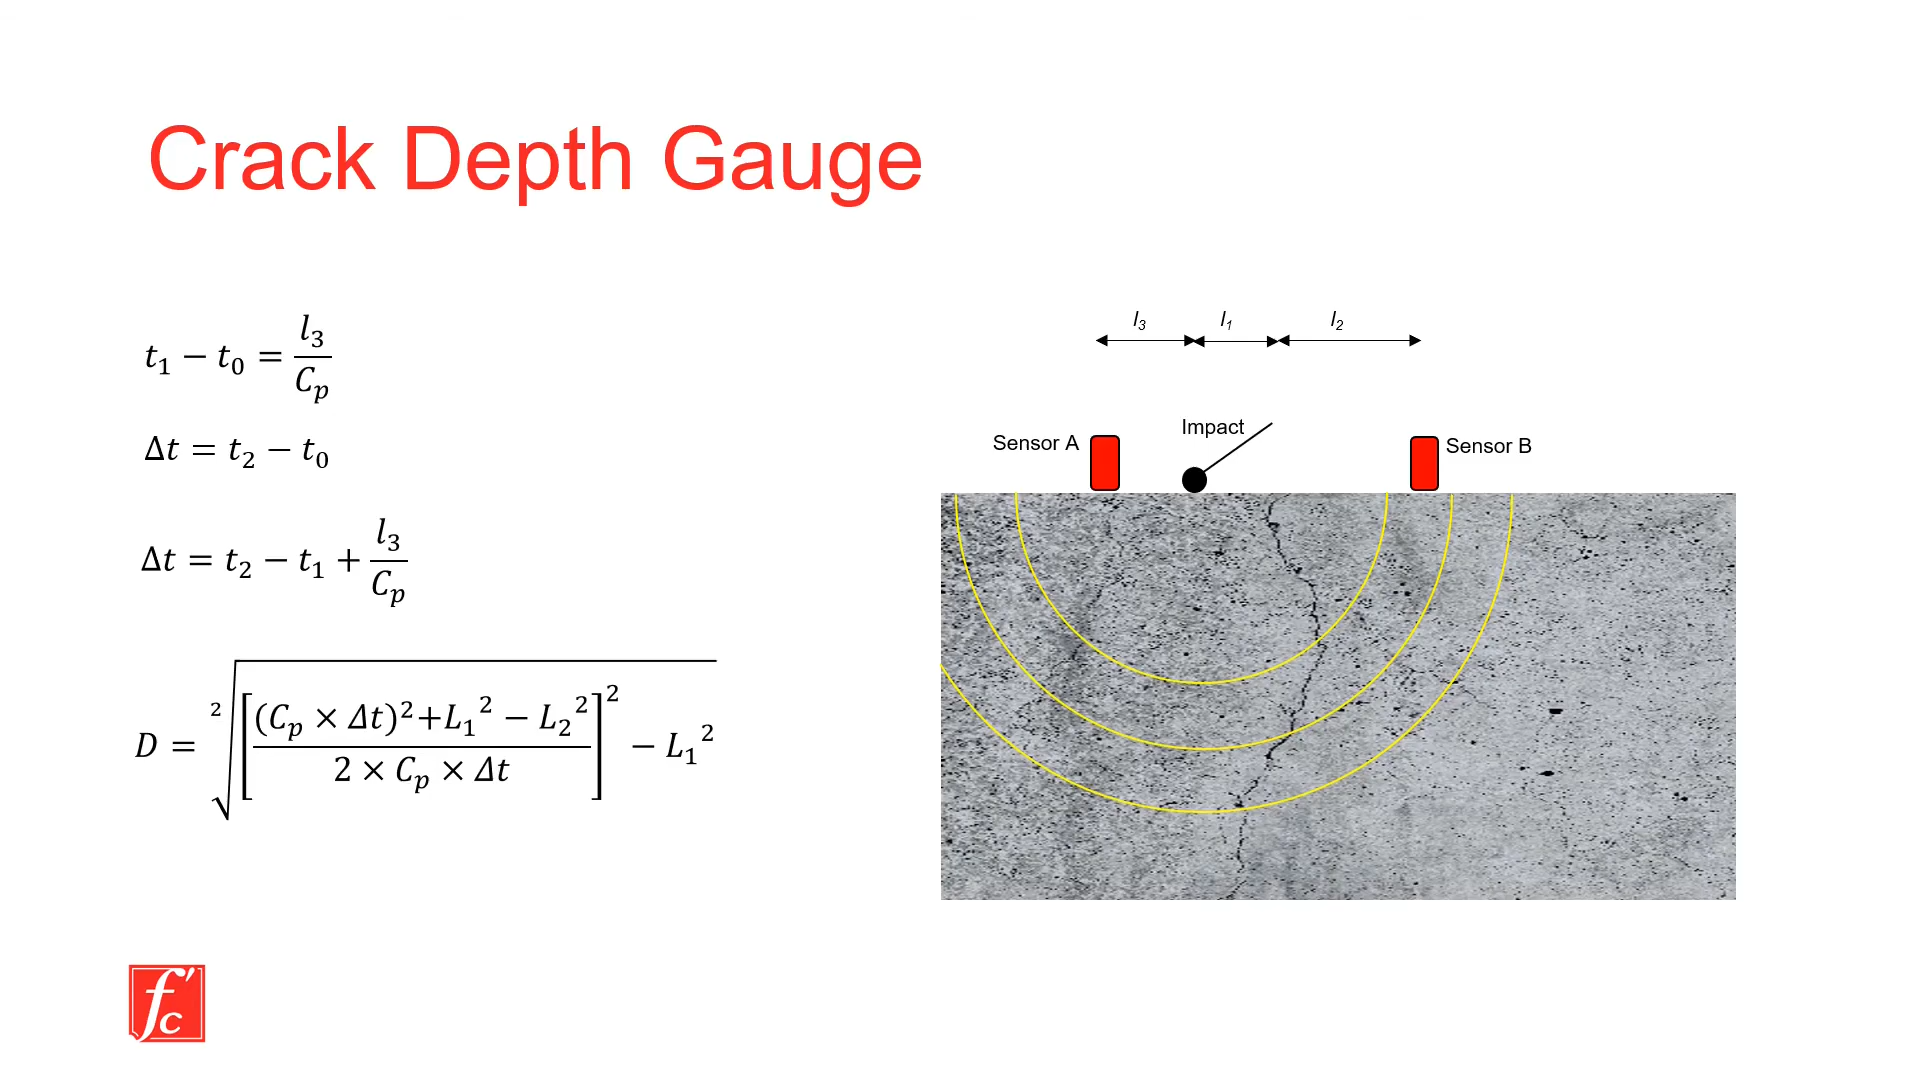 Crack Depth Gauge
t₁ − t₀ = l₃ / Cₚ
Δt = t₂ − t₀
Δt = t₂ − t₁ + l₃ / Cₚ
D = ²√([((Cₚ × Δt)²+L₁² − L₂²) / (2 × Cₚ × Δt)]² − L₁²)
l₃ l₁ l₂
Impact
Sensor A
Sensor B
f′c